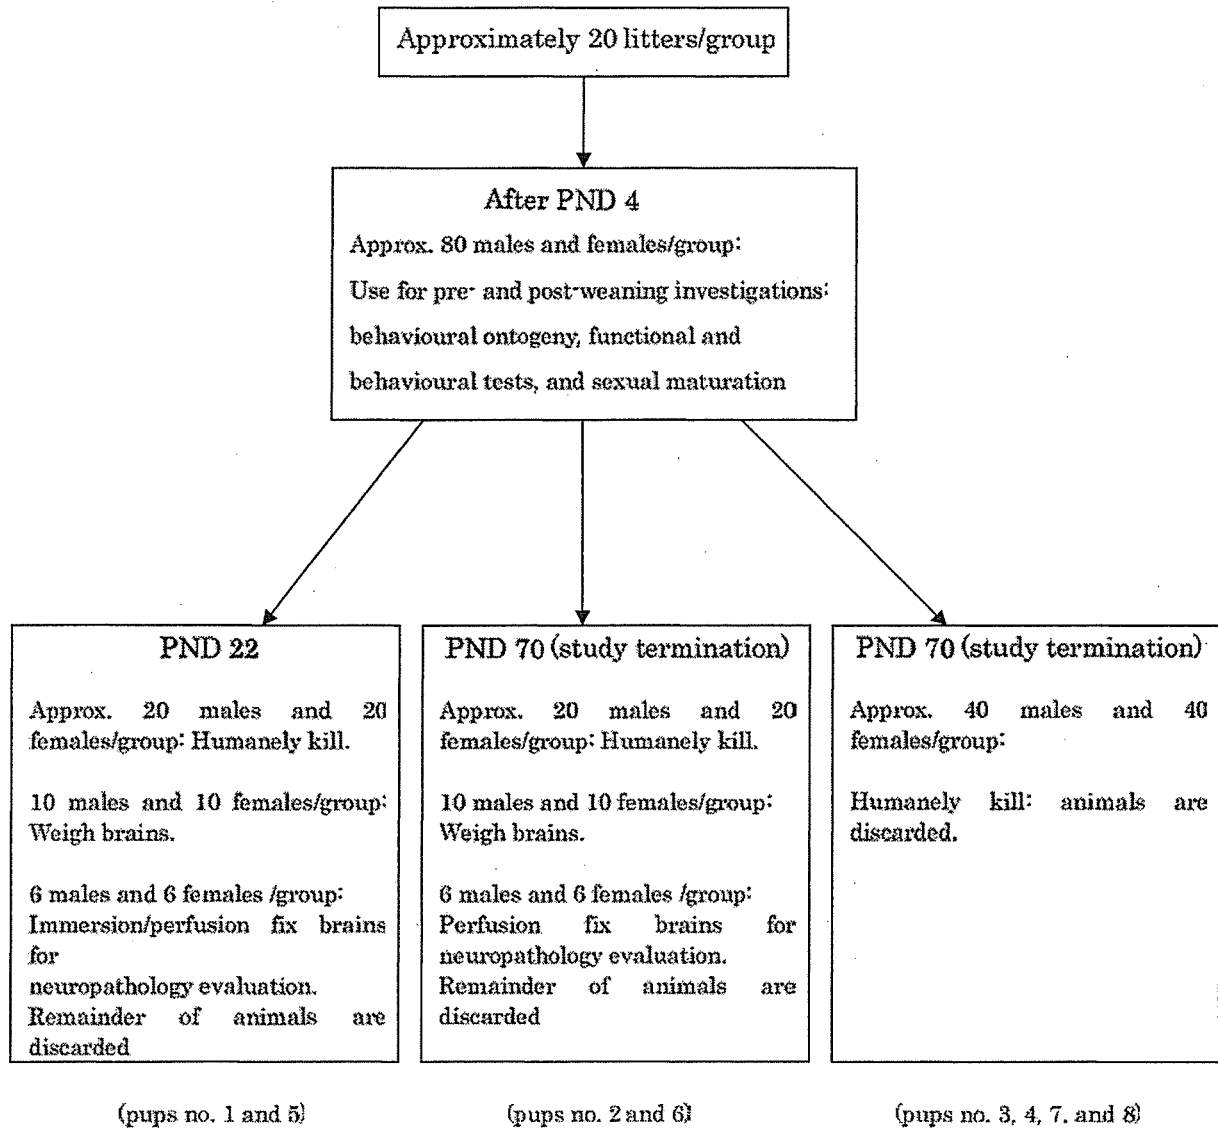 Approximately 20 litters/group
After PND 4
Approx. 80 males and females/group:
Use for pre- and post-weaning investigations:
behavioural ontogeny, functional and
behavioural tests, and sexual maturation
PND 22
Approx. 20 males and 20
females/group: Humanely kill.
10 males and 10 females/group:
Weigh brains.
6 males and 6 females /group:
Immersion/perfusion fix brains
for
neuropathology evaluation.
Remainder of animals are
discarded
(pups no. 1 and 5)
PND 70 (study termination)
Approx. 20 males and 20
females/group: Humanely kill.
10 males and 10 females/group:
Weigh brains.
6 males and 6 females /group:
Perfusion fix brains for
neuropathology evaluation.
Remainder of animals are
discarded
(pups no. 2 and 6)
PND 70 (study termination)
Approx. 40 males and 40
females/group:
Humanely kill: animals are
discarded.
(pups no. 3, 4, 7. and 8)